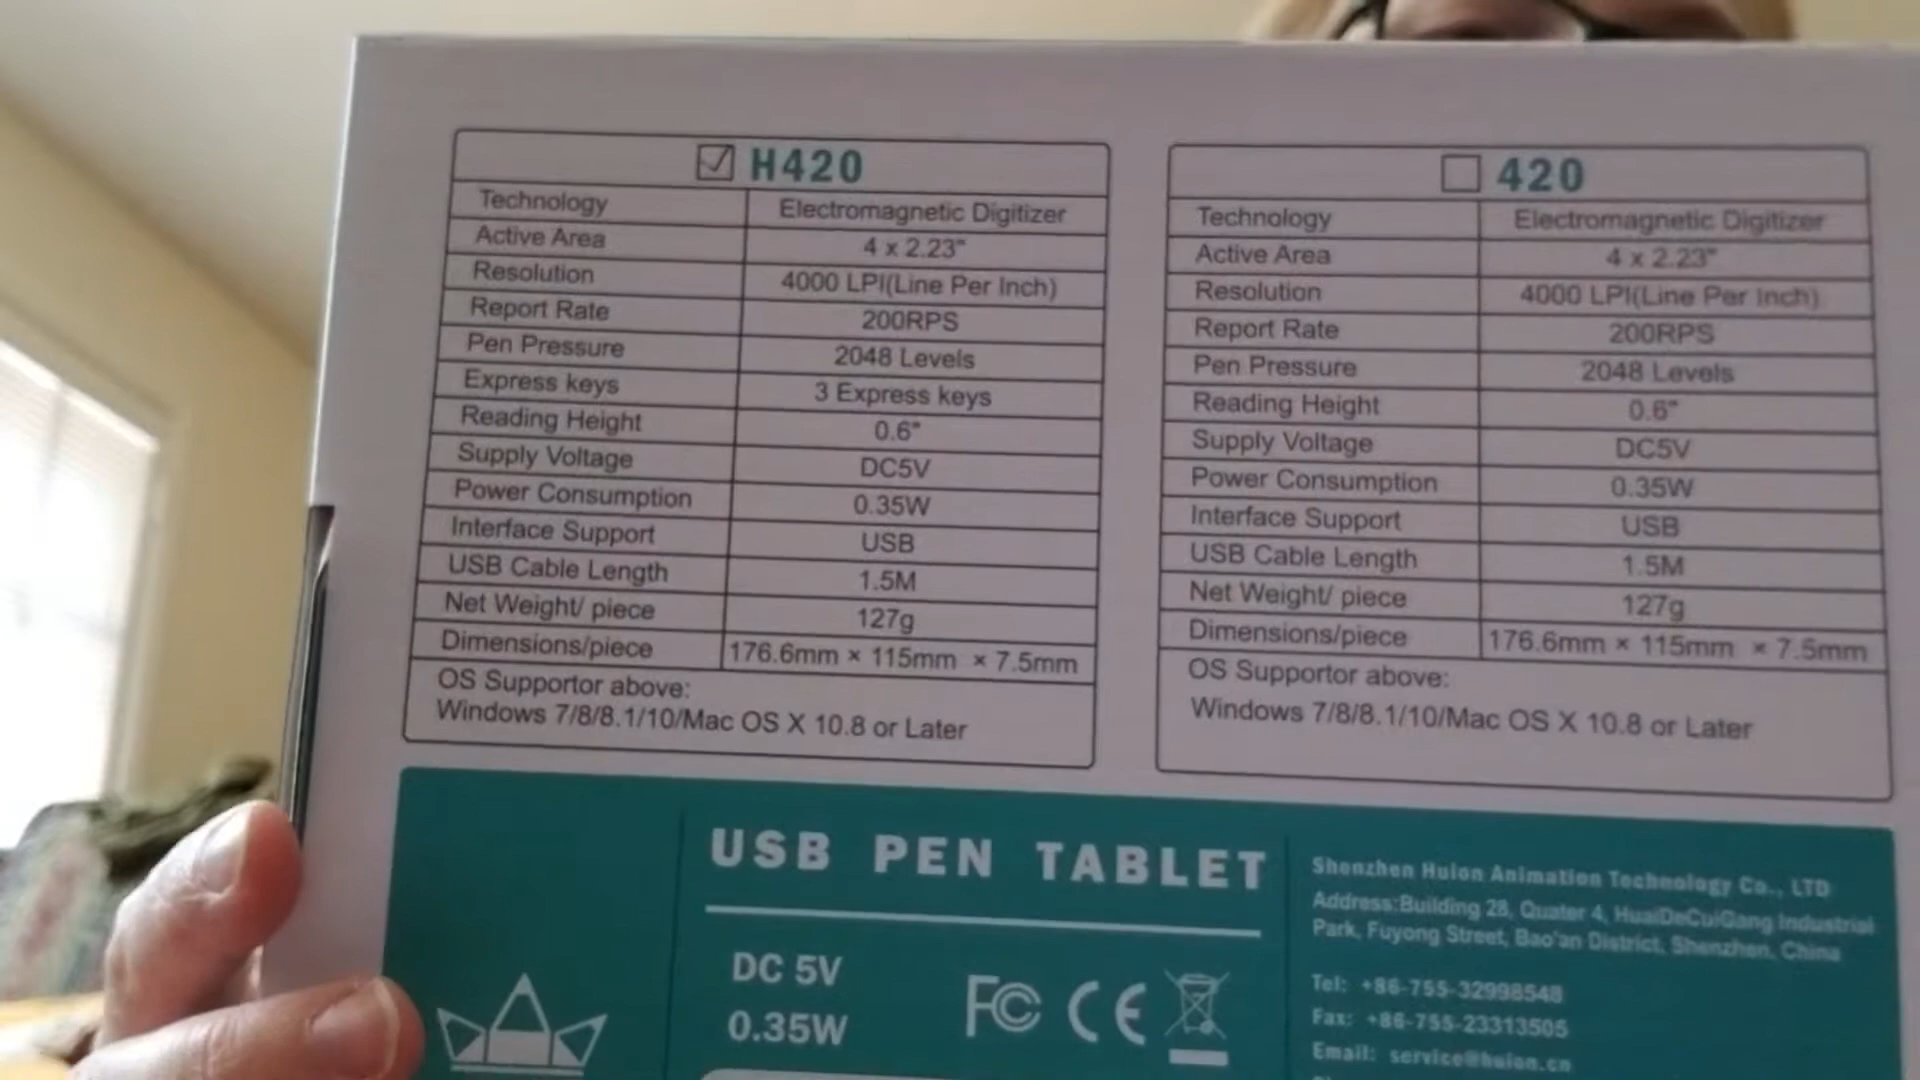 H420
Technology Electromagnetic Digitizer
Active Area 4 x 2.23"
Resolution 4000 LPI(Line Per Inch)
Report Rate 200RPS
Pen Pressure 2048 Levels
Express keys 3 Express keys
Reading Height 0.6"
Supply Voltage DC5V
Power Consumption 0.35W
Interface Support USB
USB Cable Length 1.5M
Net Weight/ piece 127g
Dimensions/piece 176.6mm × 115mm × 7.5mm
OS Supportor above:
Windows 7/8/8.1/10/Mac OS X 10.8 or Later
420
Technology Electromagnetic Digitizer
Active Area 4 x 2.23"
Resolution 4000 LPI(Line Per Inch)
Report Rate 200RPS
Pen Pressure 2048 Levels
Reading Height 0.6"
Supply Voltage DC5V
Power Consumption 0.35W
Interface Support USB
USB Cable Length 1.5M
Net Weight/ piece 127g
Dimensions/piece 176.6mm × 115mm × 7.5mm
OS Supportor above:
Windows 7/8/8.1/10/Mac OS X 10.8 or Later
USB PEN TABLET
DC 5V
0.35W
FC CE
Shenzhen Huion Animation Technology Co., LTD
Address:Building 28, Quater 4, HuaiDeCuiGang Industrial
Park, Fuyong Street, Bao'an District, Shenzhen, China
Tel: +86-755-32998548
Fax: +86-755-23313505
Email: service@huion.cn